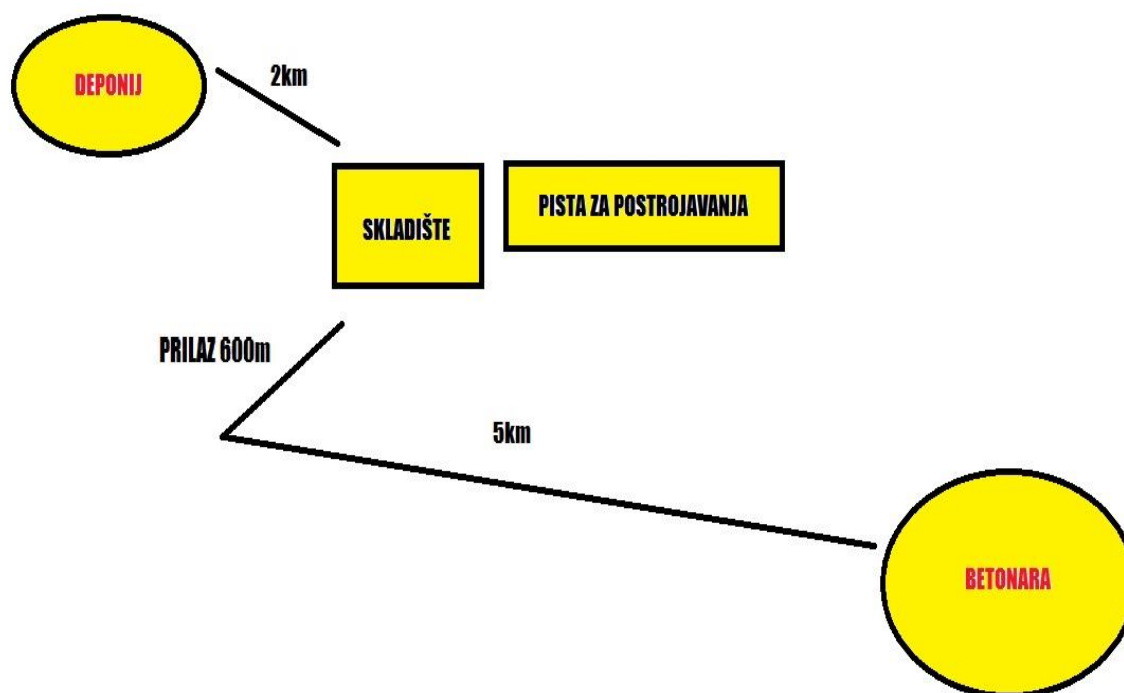 DEPONIJ
2km
SKLADIŠTE
PISTA ZA POSTROJAVANJA
PRILAZ 600m
5km
BETONARA